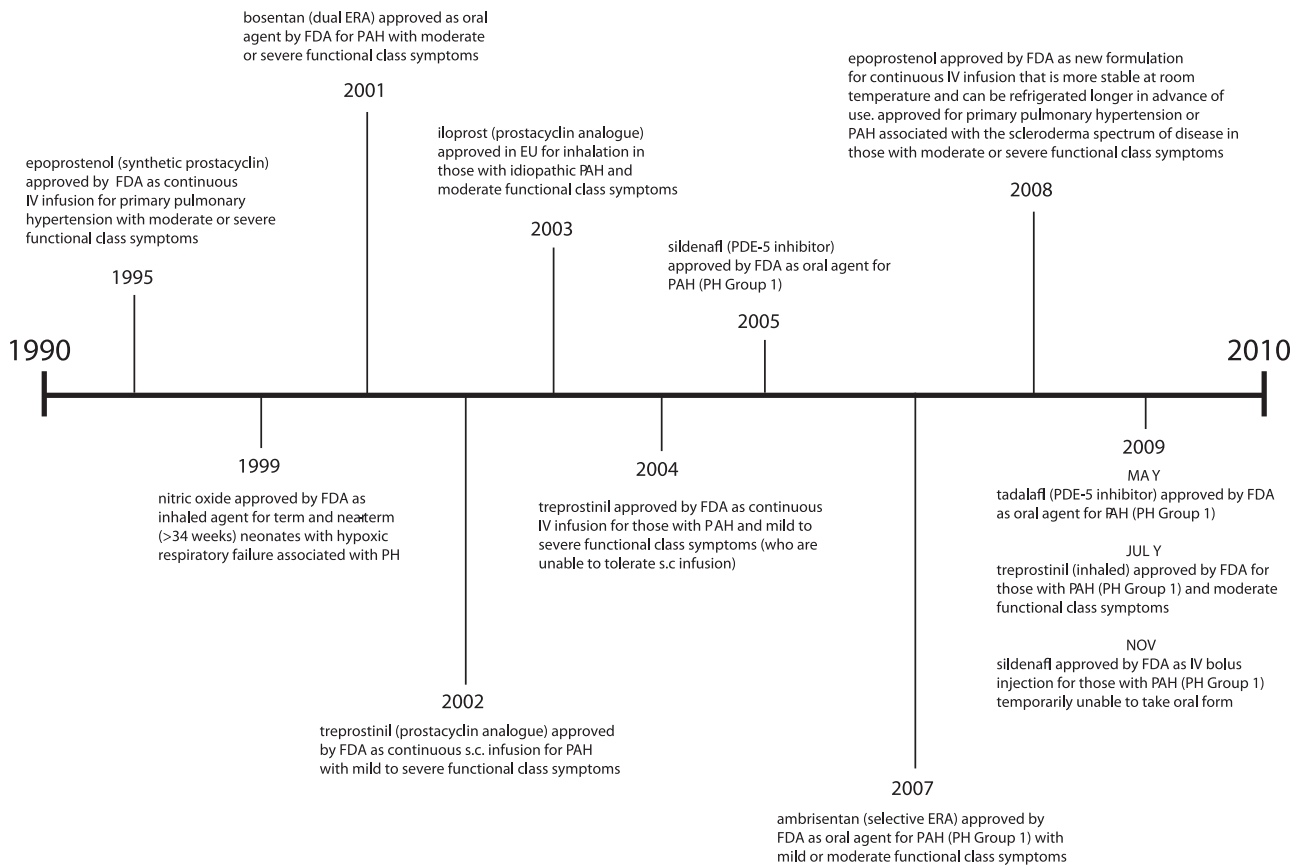 bosentan (dual ERA) approved as oral
agent by FDA for PAH with moderate
or severe functional class symptoms
2001
epoprostenol approved by FDA as new formulation
for continuous IV infusion that is more stable at room
temperature and can be refrigerated longer in advance of
use. approved for primary pulmonary hypertension or
PAH associated with the scleroderma spectrum of disease in
those with moderate or severe functional class symptoms
2008
iloprost (prostacyclin analogue)
approved in EU for inhalation in
those with idiopathic PAH and
moderate functional class symptoms
2003
epoprostenol (synthetic prostacyclin)
approved by FDA as continuous
IV infusion for primary pulmonary
hypertension with moderate or severe
functional class symptoms
1995
sildenafl (PDE-5 inhibitor)
approved by FDA as oral agent for
PAH (PH Group 1)
2005
1990
2010
1999
nitric oxide approved by FDA as
inhaled agent for term and near-term
(>34 weeks) neonates with hypoxic
respiratory failure associated with PH
2004
treprostinil approved by FDA as continuous
IV infusion for those with PAH and mild to
severe functional class symptoms (who are
unable to tolerate s.c infusion)
2009
MAY
tadalafl (PDE-5 inhibitor) approved by FDA
as oral agent for PAH (PH Group 1)
JULY
treprostinil (inhaled) approved by FDA for
those with PAH (PH Group 1) and moderate
functional class symptoms
NOV
sildenafl approved by FDA as IV bolus
injection for those with PAH (PH Group 1)
temporarily unable to take oral form
2002
treprostinil (prostacyclin analogue) approved
by FDA as continuous s.c. infusion for PAH
with mild to severe functional class symptoms
2007
ambrisentan (selective ERA) approved by
FDA as oral agent for PAH (PH Group 1) with
mild or moderate functional class symptoms